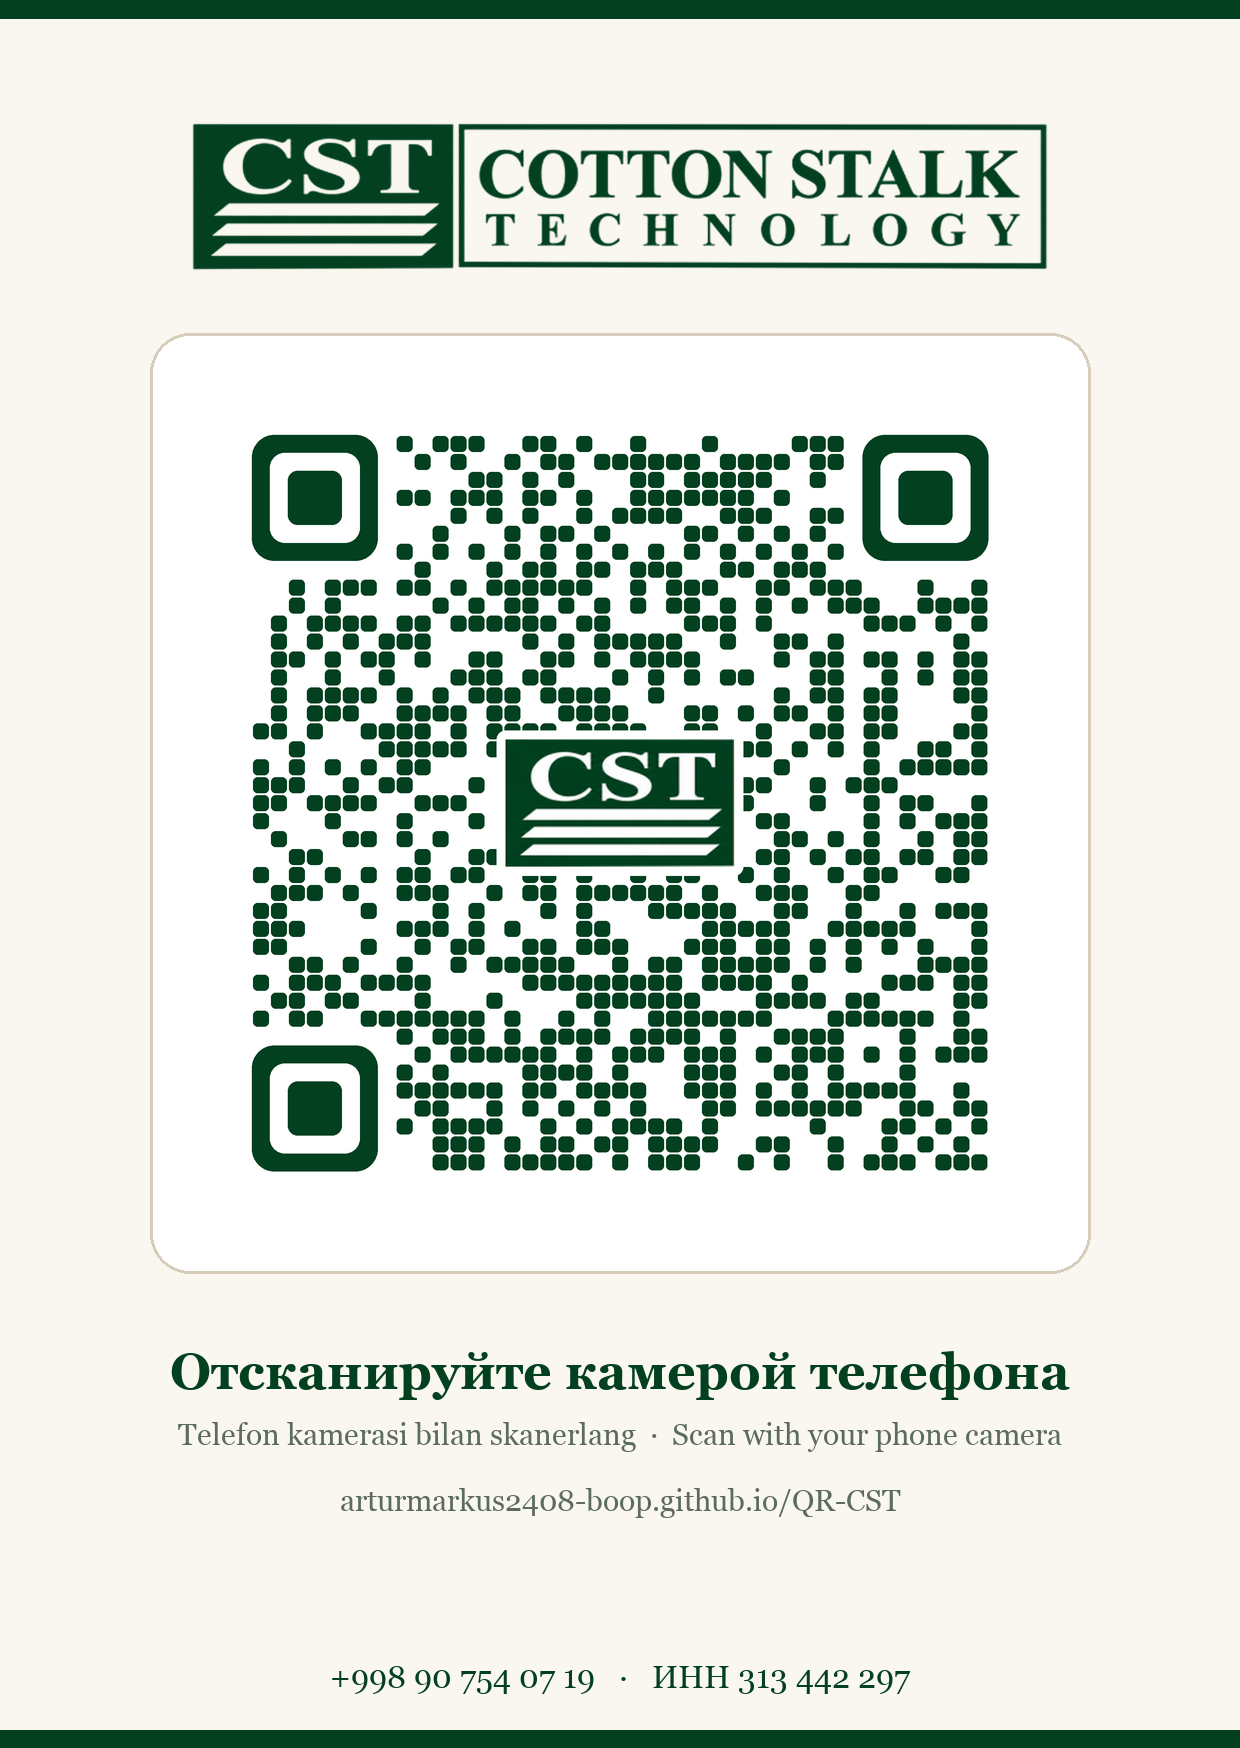 CST
COTTON STALK
TECHNOLOGY
CST
Отсканируйте камерой телефона
Telefon kamerasi bilan skanerlang · Scan with your phone camera
arturmarkus2408-boop.github.io/QR-CST
+998 90 754 07 19 · ИНН 313 442 297